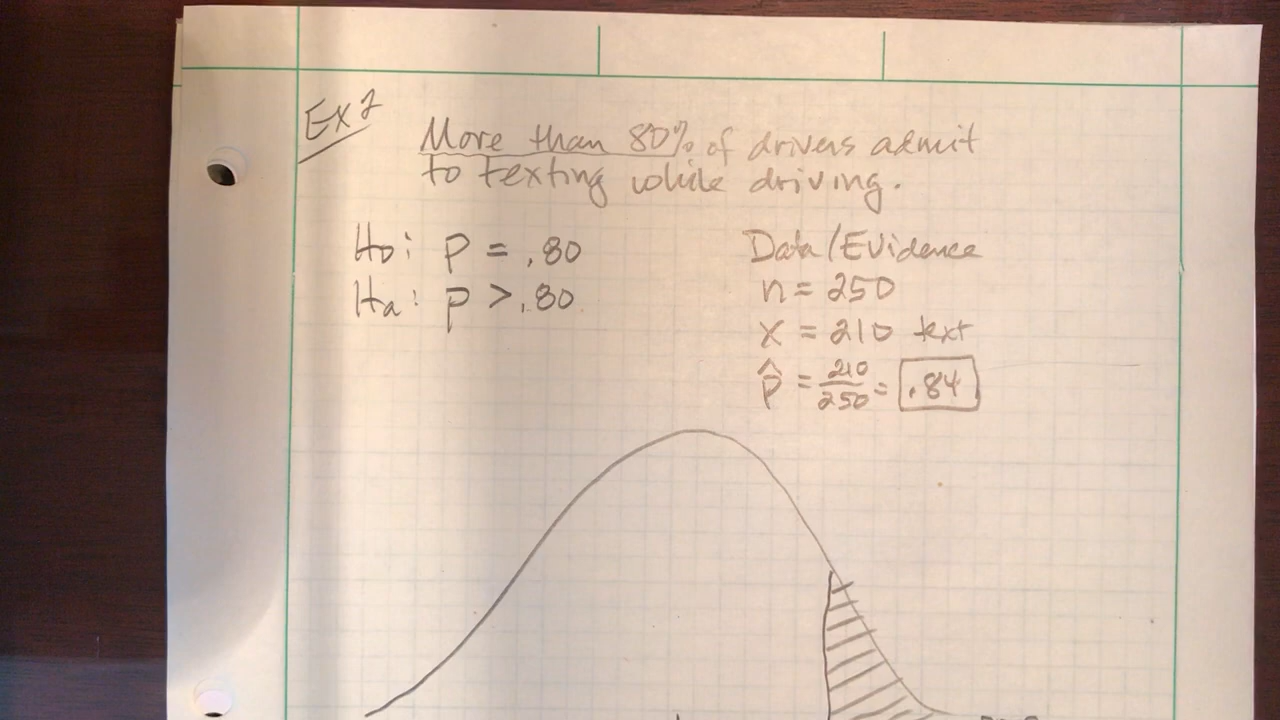 Ex 2
More than 80% of drivers admit
to texting while driving.
Ho: p = .80
Ha: p > .80
Data/Evidence
n = 250
x = 210 text
p̂ = 210/250 = .84